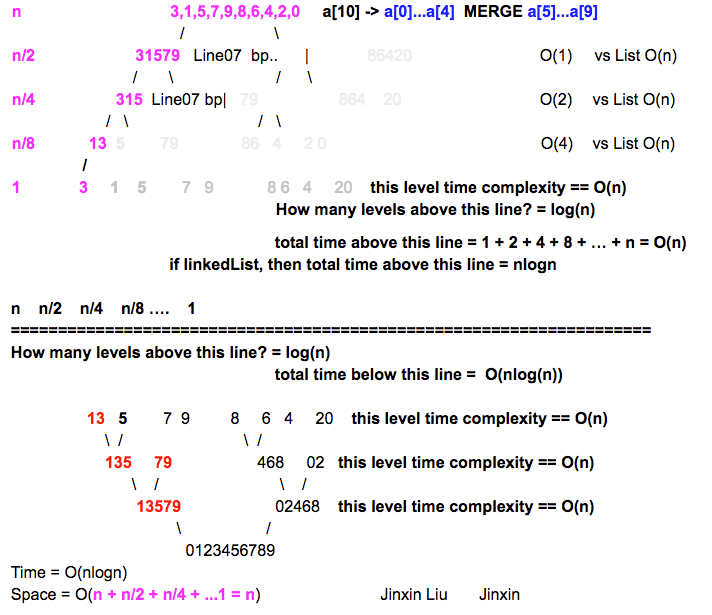 n 3,1,5,7,9,8,6,4,2,0 a[10] -> a[0]...a[4] MERGE a[5]...a[9]
/ \
n/2 31579 Line07 bp.. | 86420 O(1) vs List O(n)
/ \ / \
n/4 315 Line07 bp| 79 864 20 O(2) vs List O(n)
/ \ / \
n/8 13 5 79 86 4 2 0 O(4) vs List O(n)
/
1 3 1 5 7 9 8 6 4 20 this level time complexity == O(n)
How many levels above this line? = log(n)
total time above this line = 1 + 2 + 4 + 8 + ... + n = O(n)
if linkedList, then total time above this line = nlogn
n n/2 n/4 n/8 .... 1
====================================================================
How many levels above this line? = log(n)
total time below this line = O(nlog(n))
13 5 7 9 8 6 4 20 this level time complexity == O(n)
\ / \ /
135 79 468 02 this level time complexity == O(n)
\ / \ /
13579 02468 this level time complexity == O(n)
\ /
0123456789
Time = O(nlogn)
Space = O(n + n/2 + n/4 + ...1 = n) Jinxin Liu Jinxin